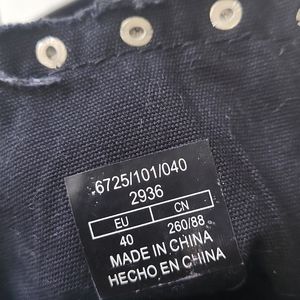 6725/101/040
2936
EU CN
40 260/88
MADE IN CHINA
HECHO EN CHINA